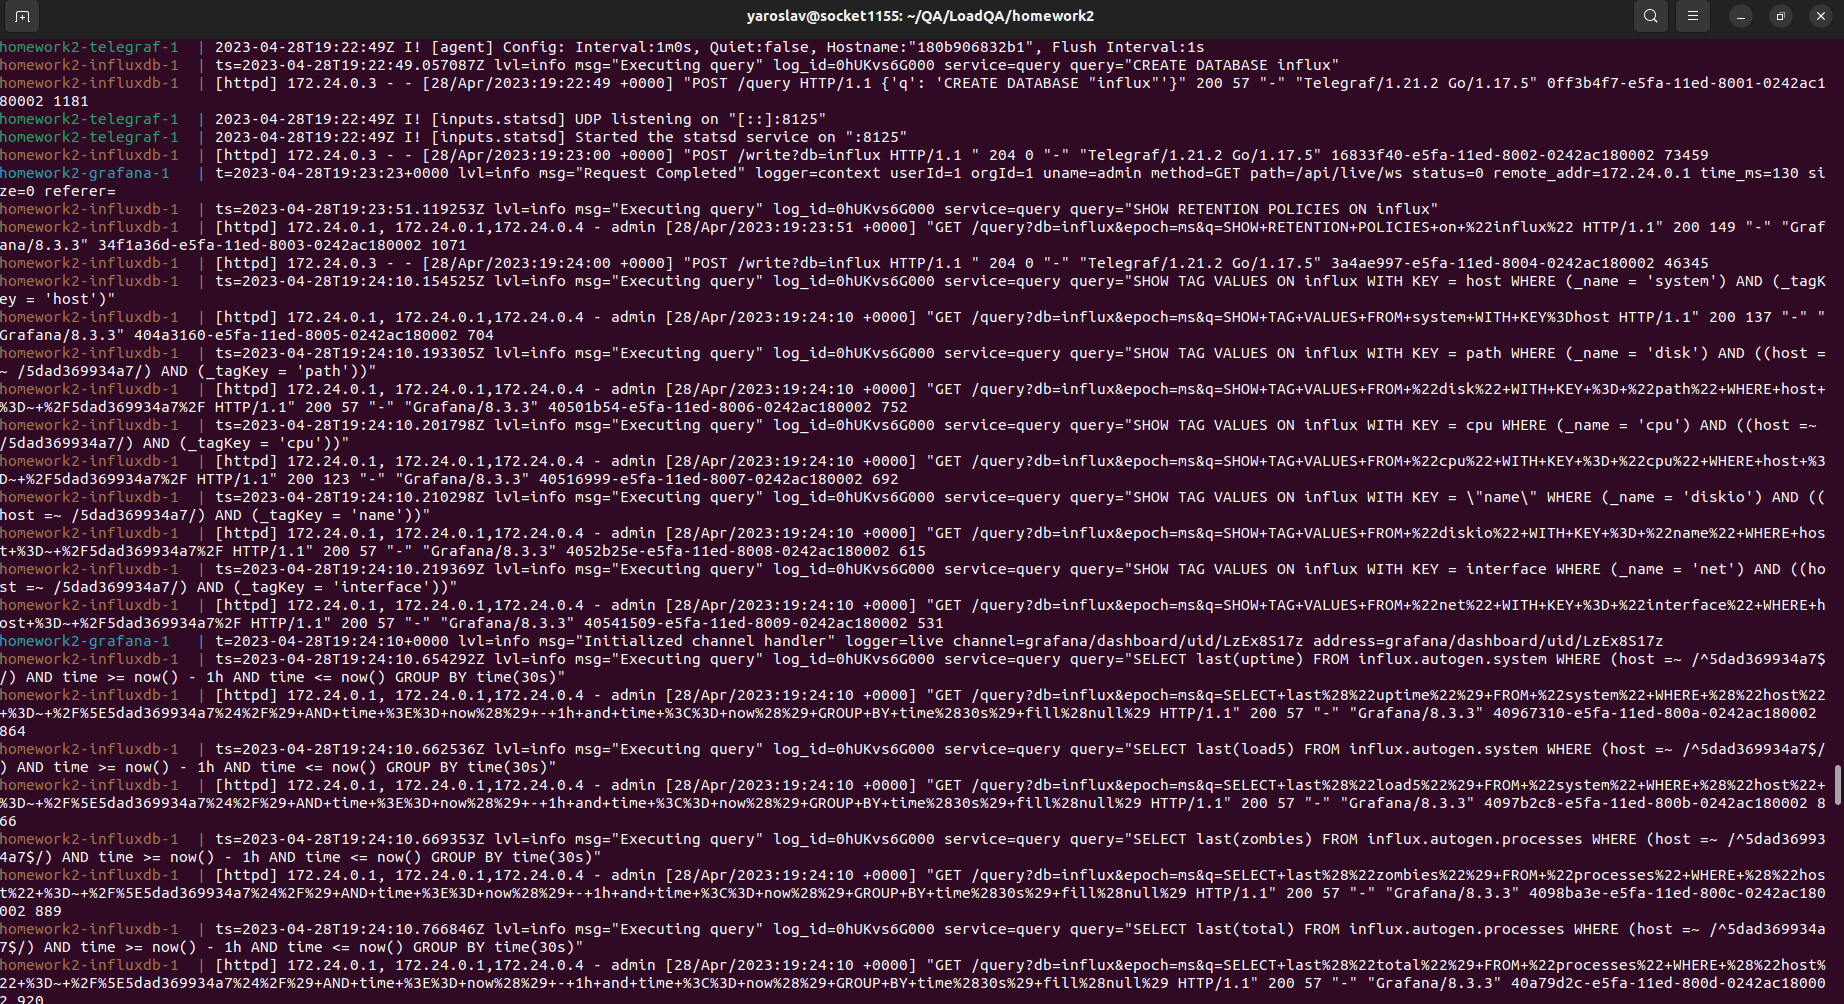 yaroslav@socket1155: ~/QA/LoadQA/homework2
homework2-telegraf-1  | 2023-04-28T19:22:49Z I! [agent] Config: Interval:1m0s, Quiet:false, Hostname:"180b906832b1", Flush Interval:1s
homework2-influxdb-1  | ts=2023-04-28T19:22:49.057087Z lvl=info msg="Executing query" log_id=0hUKvs6G000 service=query query="CREATE DATABASE influx"
homework2-influxdb-1  | [httpd] 172.24.0.3 - - [28/Apr/2023:19:22:49 +0000] "POST /query HTTP/1.1 {'q': 'CREATE DATABASE "influx"'}" 200 57 "-" "Telegraf/1.21.2 Go/1.17.5" 0ff3b4f7-e5fa-11ed-8001-0242ac1
80002 1181
homework2-telegraf-1  | 2023-04-28T19:22:49Z I! [inputs.statsd] UDP listening on "[::]:8125"
homework2-telegraf-1  | 2023-04-28T19:22:49Z I! [inputs.statsd] Started the statsd service on ":8125"
homework2-influxdb-1  | [httpd] 172.24.0.3 - - [28/Apr/2023:19:23:00 +0000] "POST /write?db=influx HTTP/1.1 " 204 0 "-" "Telegraf/1.21.2 Go/1.17.5" 16833f40-e5fa-11ed-8002-0242ac180002 73459
homework2-grafana-1   | t=2023-04-28T19:23:23+0000 lvl=info msg="Request Completed" logger=context userId=1 orgId=1 uname=admin method=GET path=/api/live/ws status=0 remote_addr=172.24.0.1 time_ms=130 si
ze=0 referer=
homework2-influxdb-1  | ts=2023-04-28T19:23:51.119253Z lvl=info msg="Executing query" log_id=0hUKvs6G000 service=query query="SHOW RETENTION POLICIES ON influx"
homework2-influxdb-1  | [httpd] 172.24.0.1, 172.24.0.1,172.24.0.4 - admin [28/Apr/2023:19:23:51 +0000] "GET /query?db=influx&epoch=ms&q=SHOW+RETENTION+POLICIES+on+%22influx%22 HTTP/1.1" 200 149 "-" "Graf
ana/8.3.3" 34f1a36d-e5fa-11ed-8003-0242ac180002 1071
homework2-influxdb-1  | [httpd] 172.24.0.3 - - [28/Apr/2023:19:24:00 +0000] "POST /write?db=influx HTTP/1.1 " 204 0 "-" "Telegraf/1.21.2 Go/1.17.5" 3a4ae997-e5fa-11ed-8004-0242ac180002 46345
homework2-influxdb-1  | ts=2023-04-28T19:24:10.154525Z lvl=info msg="Executing query" log_id=0hUKvs6G000 service=query query="SHOW TAG VALUES ON influx WITH KEY = host WHERE (_name = 'system') AND (_tagK
ey = 'host')"
homework2-influxdb-1  | [httpd] 172.24.0.1, 172.24.0.1,172.24.0.4 - admin [28/Apr/2023:19:24:10 +0000] "GET /query?db=influx&epoch=ms&q=SHOW+TAG+VALUES+FROM+system+WITH+KEY%3Dhost HTTP/1.1" 200 137 "-" "
Grafana/8.3.3" 404a3160-e5fa-11ed-8005-0242ac180002 704
homework2-influxdb-1  | ts=2023-04-28T19:24:10.193305Z lvl=info msg="Executing query" log_id=0hUKvs6G000 service=query query="SHOW TAG VALUES ON influx WITH KEY = path WHERE (_name = 'disk') AND ((host =
~ /5dad369934a7/) AND (_tagKey = 'path'))"
homework2-influxdb-1  | [httpd] 172.24.0.1, 172.24.0.1,172.24.0.4 - admin [28/Apr/2023:19:24:10 +0000] "GET /query?db=influx&epoch=ms&q=SHOW+TAG+VALUES+FROM+%22disk%22+WITH+KEY+%3D+%22path%22+WHERE+host+
%3D~+%2F5dad369934a7%2F HTTP/1.1" 200 57 "-" "Grafana/8.3.3" 40501b54-e5fa-11ed-8006-0242ac180002 752
homework2-influxdb-1  | ts=2023-04-28T19:24:10.201798Z lvl=info msg="Executing query" log_id=0hUKvs6G000 service=query query="SHOW TAG VALUES ON influx WITH KEY = cpu WHERE (_name = 'cpu') AND ((host =~
/5dad369934a7/) AND (_tagKey = 'cpu'))"
homework2-influxdb-1  | [httpd] 172.24.0.1, 172.24.0.1,172.24.0.4 - admin [28/Apr/2023:19:24:10 +0000] "GET /query?db=influx&epoch=ms&q=SHOW+TAG+VALUES+FROM+%22cpu%22+WITH+KEY+%3D+%22cpu%22+WHERE+host+%3
D~+%2F5dad369934a7%2F HTTP/1.1" 200 123 "-" "Grafana/8.3.3" 40516999-e5fa-11ed-8007-0242ac180002 692
homework2-influxdb-1  | ts=2023-04-28T19:24:10.210298Z lvl=info msg="Executing query" log_id=0hUKvs6G000 service=query query="SHOW TAG VALUES ON influx WITH KEY = \"name\" WHERE (_name = 'diskio') AND ((
host =~ /5dad369934a7/) AND (_tagKey = 'name'))"
homework2-influxdb-1  | [httpd] 172.24.0.1, 172.24.0.1,172.24.0.4 - admin [28/Apr/2023:19:24:10 +0000] "GET /query?db=influx&epoch=ms&q=SHOW+TAG+VALUES+FROM+%22diskio%22+WITH+KEY+%3D+%22name%22+WHERE+hos
t+%3D~+%2F5dad369934a7%2F HTTP/1.1" 200 57 "-" "Grafana/8.3.3" 4052b25e-e5fa-11ed-8008-0242ac180002 615
homework2-influxdb-1  | ts=2023-04-28T19:24:10.219369Z lvl=info msg="Executing query" log_id=0hUKvs6G000 service=query query="SHOW TAG VALUES ON influx WITH KEY = interface WHERE (_name = 'net') AND ((ho
st =~ /5dad369934a7/) AND (_tagKey = 'interface'))"
homework2-influxdb-1  | [httpd] 172.24.0.1, 172.24.0.1,172.24.0.4 - admin [28/Apr/2023:19:24:10 +0000] "GET /query?db=influx&epoch=ms&q=SHOW+TAG+VALUES+FROM+%22net%22+WITH+KEY+%3D+%22interface%22+WHERE+h
ost+%3D~+%2F5dad369934a7%2F HTTP/1.1" 200 57 "-" "Grafana/8.3.3" 40541509-e5fa-11ed-8009-0242ac180002 531
homework2-grafana-1   | t=2023-04-28T19:24:10+0000 lvl=info msg="Initialized channel handler" logger=live channel=grafana/dashboard/uid/LzEx8S17z address=grafana/dashboard/uid/LzEx8S17z
homework2-influxdb-1  | ts=2023-04-28T19:24:10.654292Z lvl=info msg="Executing query" log_id=0hUKvs6G000 service=query query="SELECT last(uptime) FROM influx.autogen.system WHERE (host =~ /^5dad369934a7$
/) AND time >= now() - 1h AND time <= now() GROUP BY time(30s)"
homework2-influxdb-1  | [httpd] 172.24.0.1, 172.24.0.1,172.24.0.4 - admin [28/Apr/2023:19:24:10 +0000] "GET /query?db=influx&epoch=ms&q=SELECT+last%28%22uptime%22%29+FROM+%22system%22+WHERE+%28%22host%22
+%3D~+%2F%5E5dad369934a7%24%2F%29+AND+time+%3E%3D+now%28%29+-+1h+and+time+%3C%3D+now%28%29+GROUP+BY+time%2830s%29+fill%28null%29 HTTP/1.1" 200 57 "-" "Grafana/8.3.3" 40967310-e5fa-11ed-800a-0242ac180002
864
homework2-influxdb-1  | ts=2023-04-28T19:24:10.662536Z lvl=info msg="Executing query" log_id=0hUKvs6G000 service=query query="SELECT last(load5) FROM influx.autogen.system WHERE (host =~ /^5dad369934a7$/
) AND time >= now() - 1h AND time <= now() GROUP BY time(30s)"
homework2-influxdb-1  | [httpd] 172.24.0.1, 172.24.0.1,172.24.0.4 - admin [28/Apr/2023:19:24:10 +0000] "GET /query?db=influx&epoch=ms&q=SELECT+last%28%22load5%22%29+FROM+%22system%22+WHERE+%28%22host%22+
%3D~+%2F%5E5dad369934a7%24%2F%29+AND+time+%3E%3D+now%28%29+-+1h+and+time+%3C%3D+now%28%29+GROUP+BY+time%2830s%29+fill%28null%29 HTTP/1.1" 200 57 "-" "Grafana/8.3.3" 4097b2c8-e5fa-11ed-800b-0242ac180002 8
66
homework2-influxdb-1  | ts=2023-04-28T19:24:10.669353Z lvl=info msg="Executing query" log_id=0hUKvs6G000 service=query query="SELECT last(zombies) FROM influx.autogen.processes WHERE (host =~ /^5dad36993
4a7$/) AND time >= now() - 1h AND time <= now() GROUP BY time(30s)"
homework2-influxdb-1  | [httpd] 172.24.0.1, 172.24.0.1,172.24.0.4 - admin [28/Apr/2023:19:24:10 +0000] "GET /query?db=influx&epoch=ms&q=SELECT+last%28%22zombies%22%29+FROM+%22processes%22+WHERE+%28%22hos
t%22+%3D~+%2F%5E5dad369934a7%24%2F%29+AND+time+%3E%3D+now%28%29+-+1h+and+time+%3C%3D+now%28%29+GROUP+BY+time%2830s%29+fill%28null%29 HTTP/1.1" 200 57 "-" "Grafana/8.3.3" 4098ba3e-e5fa-11ed-800c-0242ac180
002 889
homework2-influxdb-1  | ts=2023-04-28T19:24:10.766846Z lvl=info msg="Executing query" log_id=0hUKvs6G000 service=query query="SELECT last(total) FROM influx.autogen.processes WHERE (host =~ /^5dad369934a
7$/) AND time >= now() - 1h AND time <= now() GROUP BY time(30s)"
homework2-influxdb-1  | [httpd] 172.24.0.1, 172.24.0.1,172.24.0.4 - admin [28/Apr/2023:19:24:10 +0000] "GET /query?db=influx&epoch=ms&q=SELECT+last%28%22total%22%29+FROM+%22processes%22+WHERE+%28%22host%
22+%3D~+%2F%5E5dad369934a7%24%2F%29+AND+time+%3E%3D+now%28%29+-+1h+and+time+%3C%3D+now%28%29+GROUP+BY+time%2830s%29+fill%28null%29 HTTP/1.1" 200 57 "-" "Grafana/8.3.3" 40a79d2c-e5fa-11ed-800d-0242ac18000
2 920